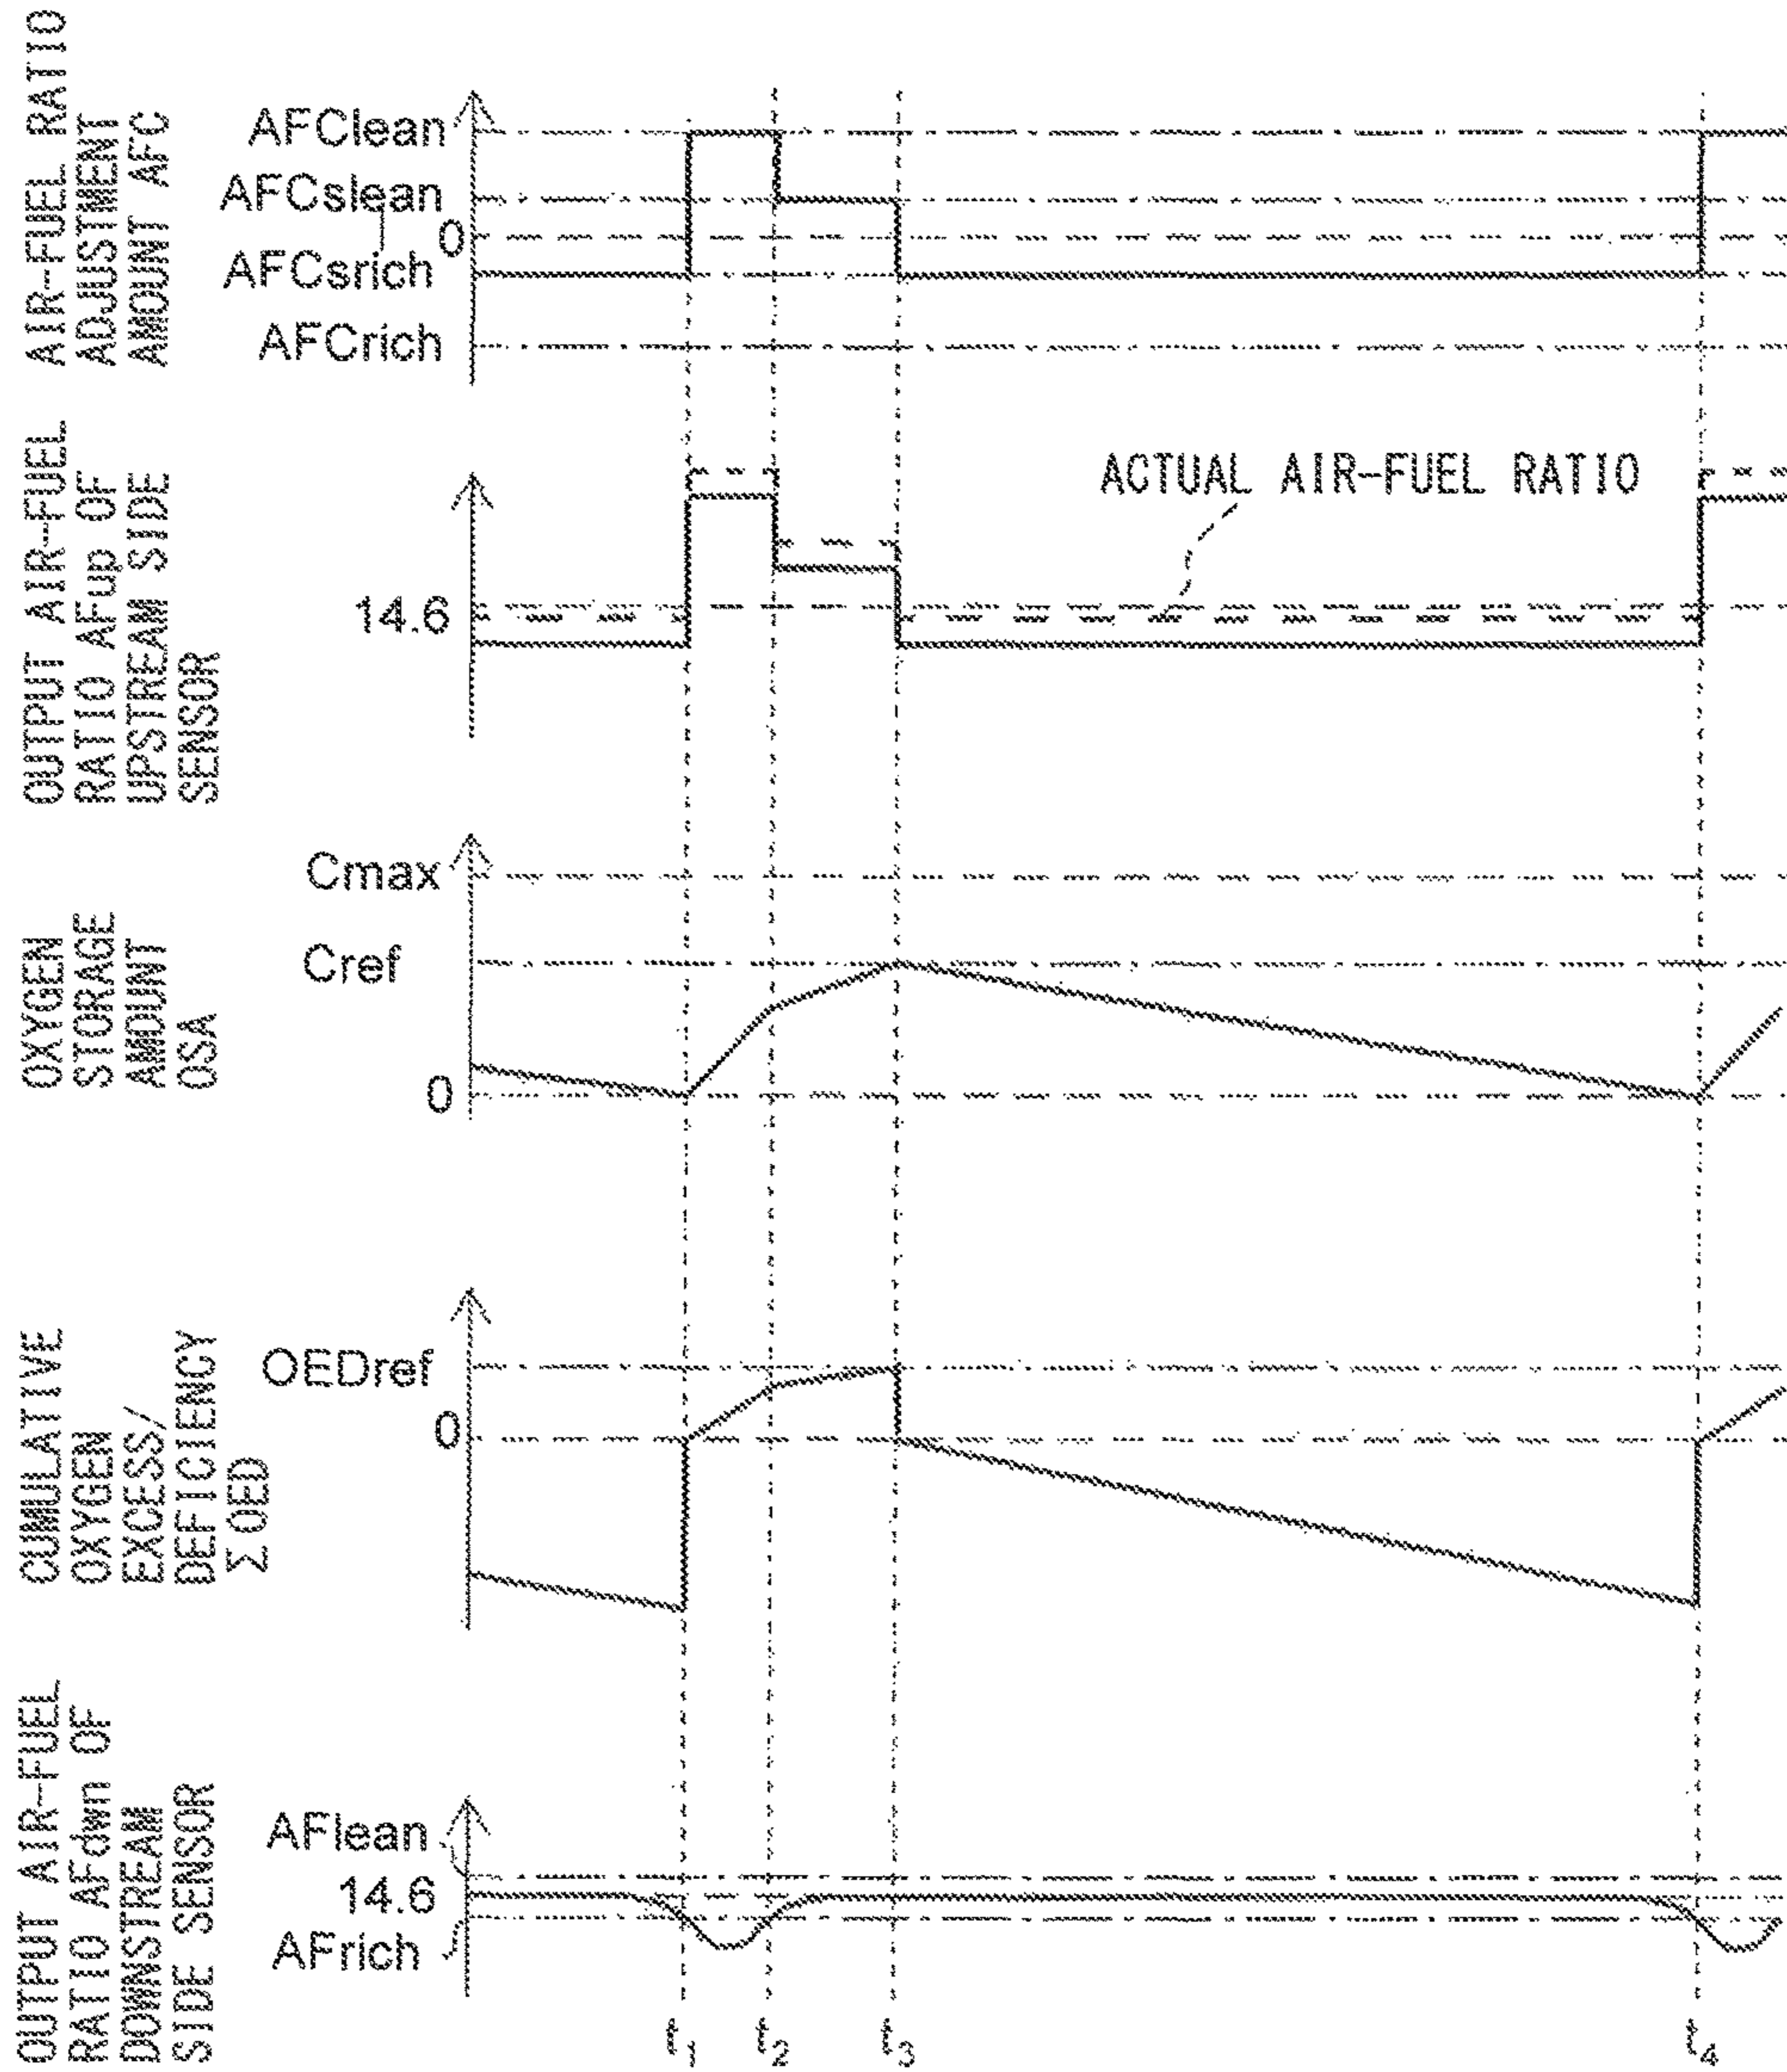 AIR-FUEL RATIO
ADJUSTMENT
AMOUNT AFC
AFClean
AFCslean
0
AFCsrich
AFCrich
OUTPUT AIR-FUEL
RATIO AFup OF
UPSTREAM SIDE
SENSOR
14.6
ACTUAL AIR-FUEL RATIO
OXYGEN
STORAGE
AMOUNT
OSA
Cmax
Cref
0
CUMULATIVE
OXYGEN
EXCESS/
DEFICIENCY
ΣOED
OEDref
0
OUTPUT AIR-FUEL
RATIO AFdwn OF
DOWNSTREAM
SIDE SENSOR
AFlean
14.6
AFrich
t1 t2 t3 t4